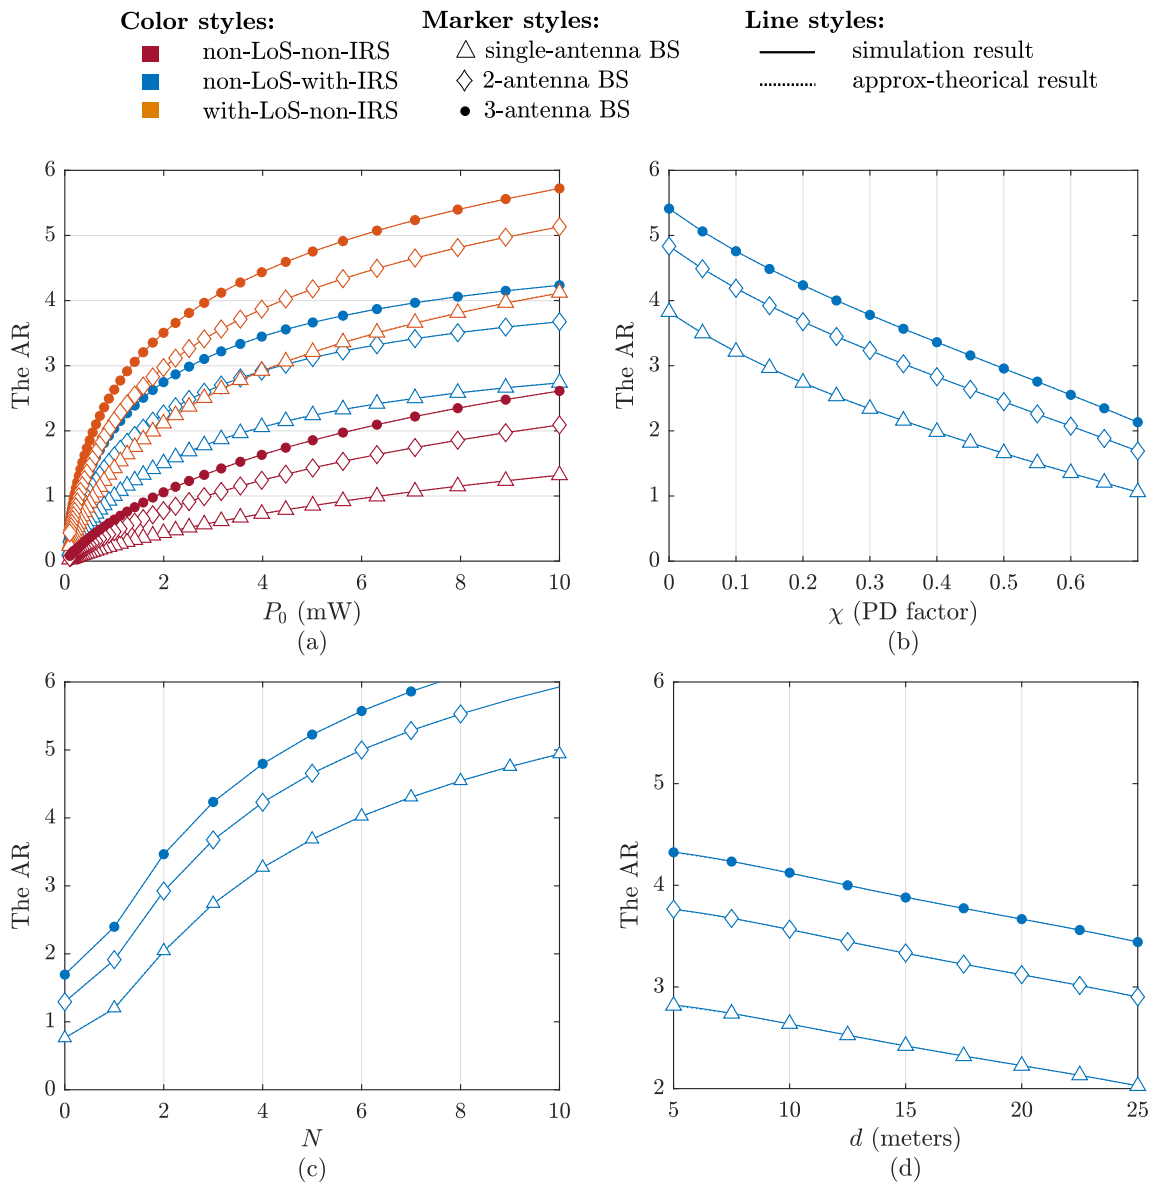 Color styles: Marker styles: Line styles:
non-LoS-non-IRS single-antenna BS simulation result
non-LoS-with-IRS 2-antenna BS approx-theorical result
with-LoS-non-IRS 3-antenna BS
6
5
4
3
2
1
0
The AR
0 2 4 6 8 10
P₀ (mW)
(a)
6
5
4
3
2
1
0
The AR
0 0.1 0.2 0.3 0.4 0.5 0.6
χ (PD factor)
(b)
6
5
4
3
2
1
0
The AR
0 2 4 6 8 10
N
(c)
6
5
4
3
2
The AR
5 10 15 20 25
d (meters)
(d)